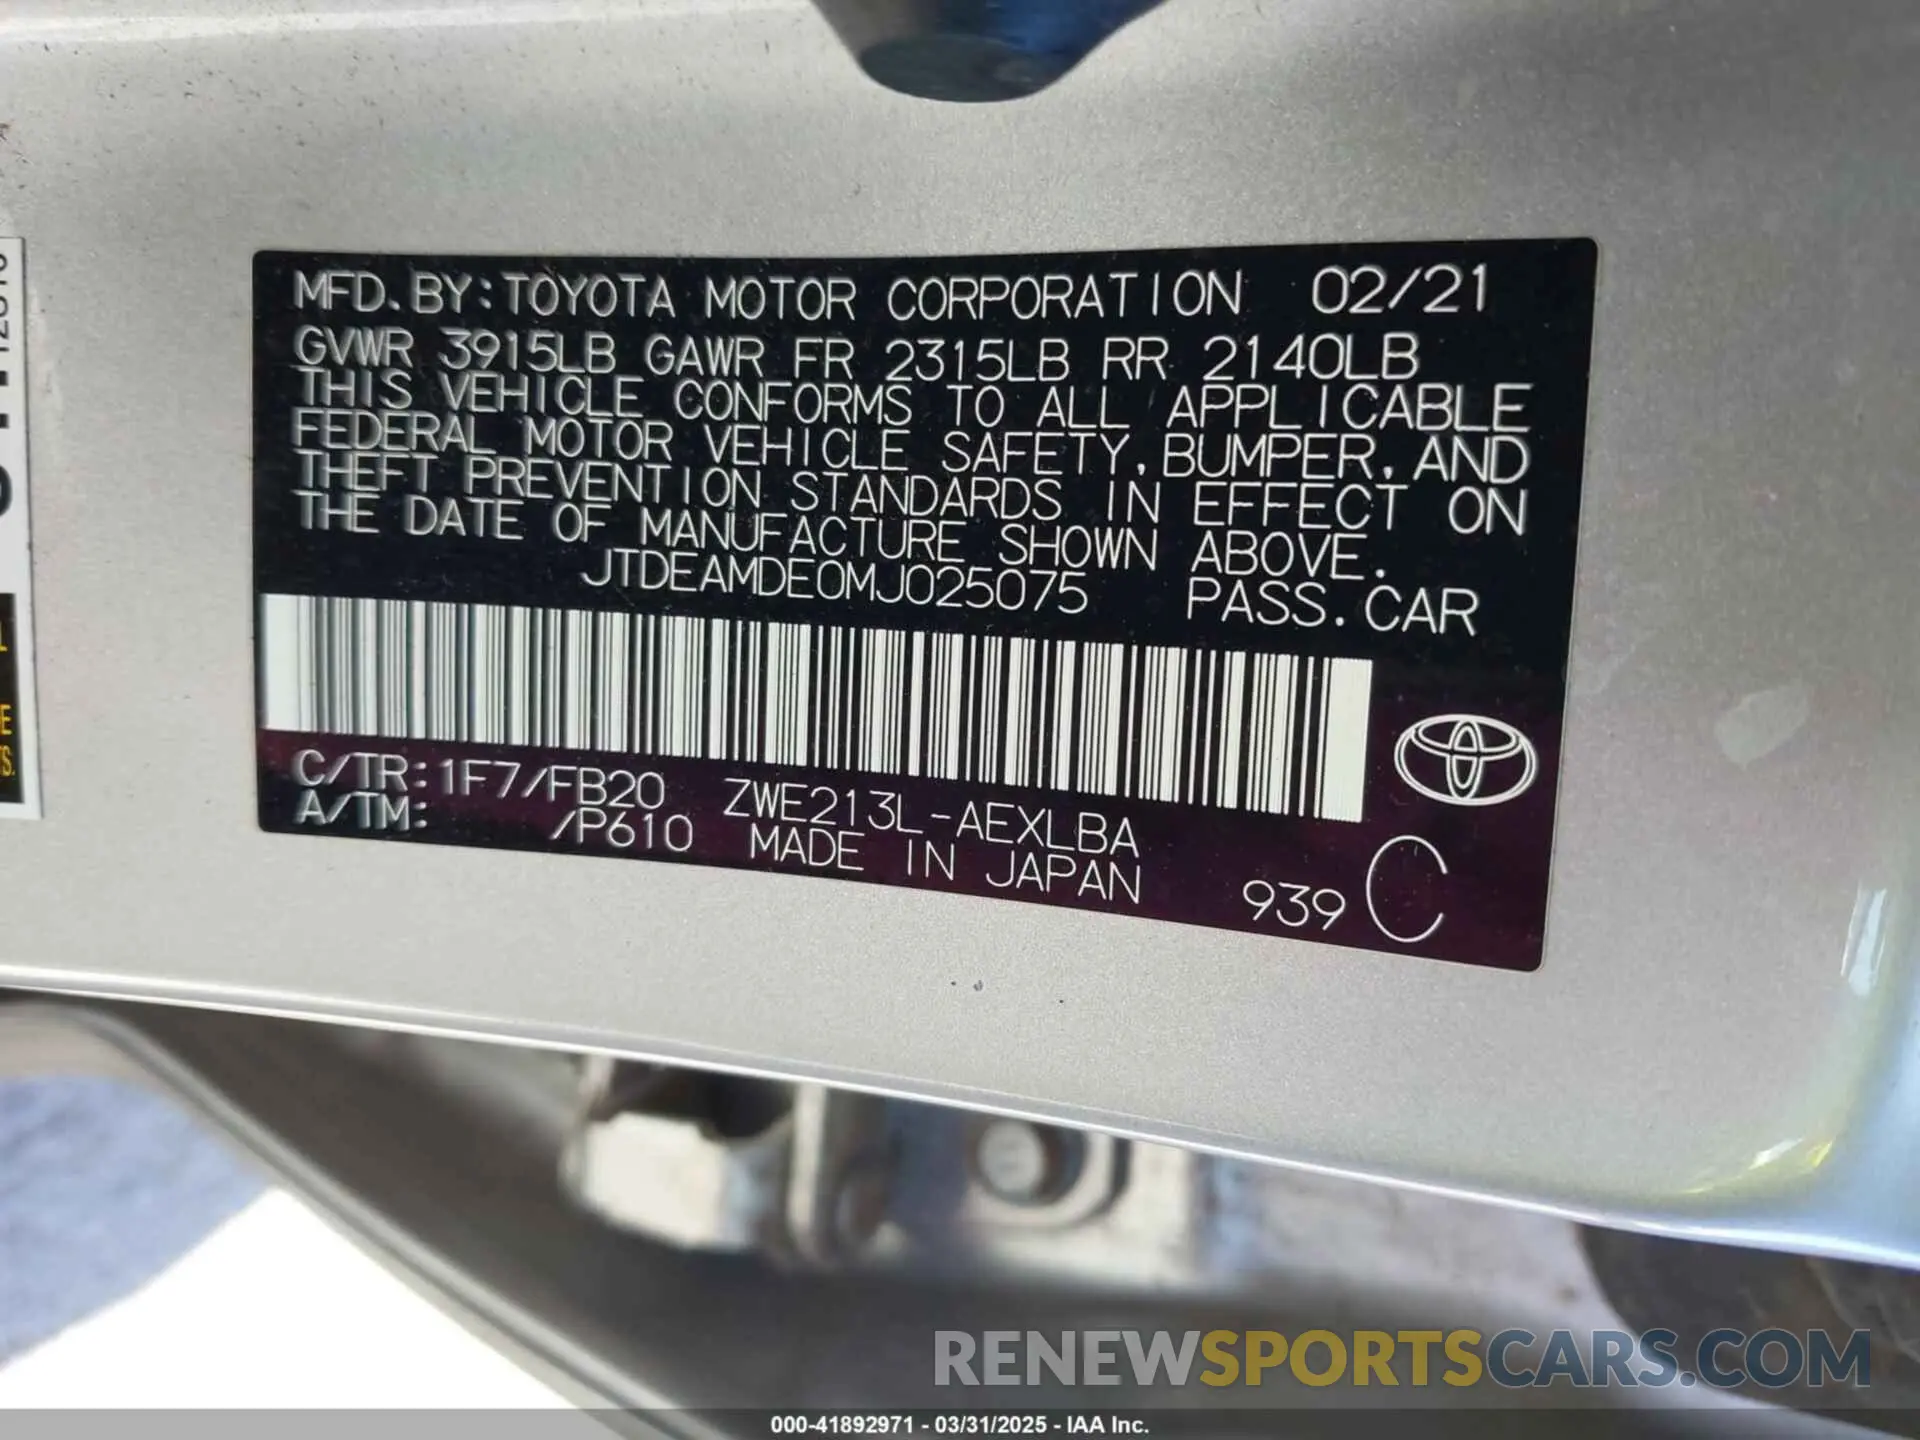 MFD. BY: TOYOTA MOTOR CORPORATION 02/21
GVWR 3915LB GAWR FR 2315LB RR 2140LB
THIS VEHICLE CONFORMS TO ALL APPLICABLE
FEDERAL MOTOR VEHICLE SAFETY, BUMPER, AND
THEFT PREVENTION STANDARDS IN EFFECT ON
THE DATE OF MANUFACTURE SHOWN ABOVE.
JTDEAMDE0MJ025075 PASS. CAR
C/TR: 1F7/FB20 ZWE213L-AEXLBA
A/TM: /P610 MADE IN JAPAN 939 C
RENEWSPORTSCARS.COM
000-41892971 - 03/31/2025 - IAA Inc.